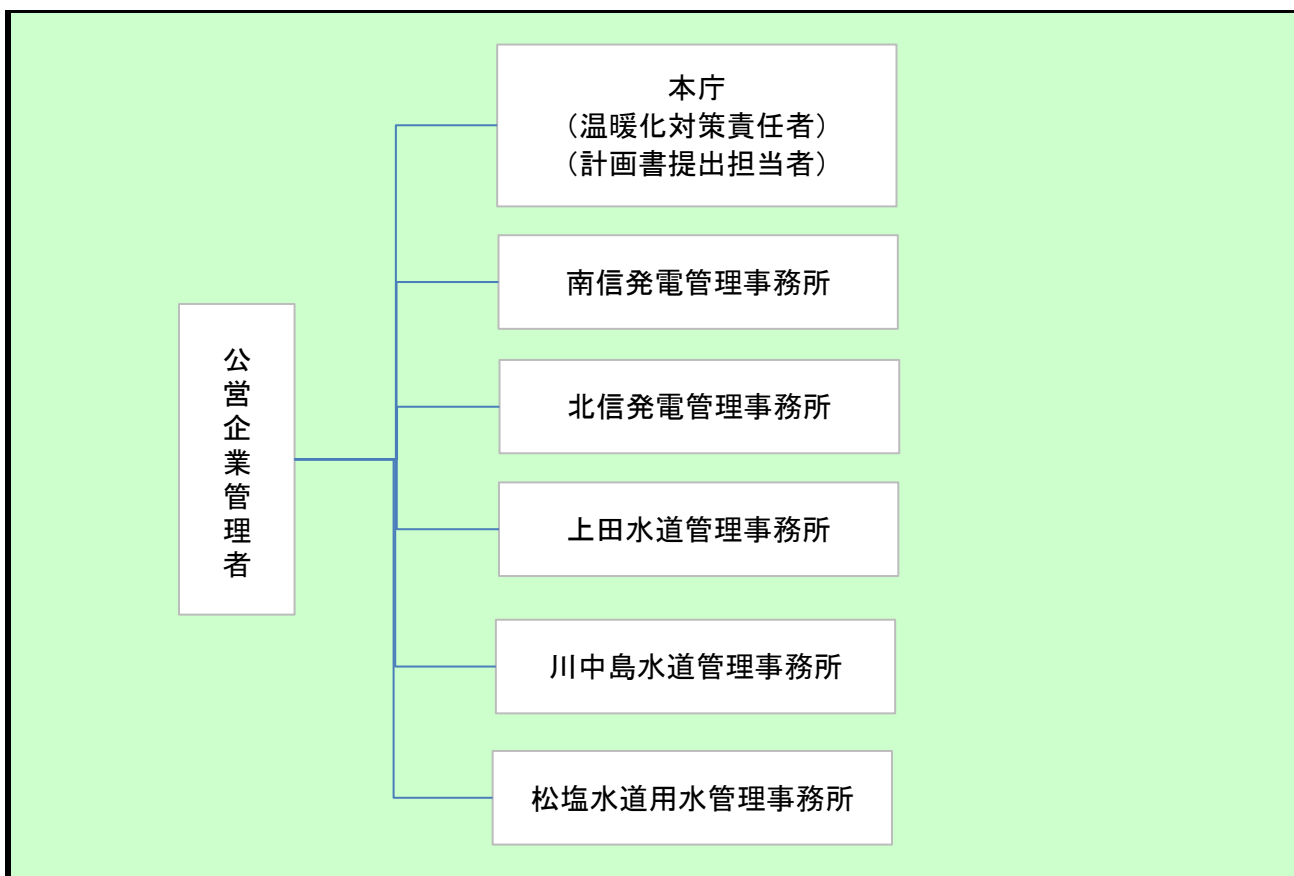 本庁
（温暖化対策責任者）
（計画書提出担当者）
南信発電管理事務所
北信発電管理事務所
公営企業管理者
上田水道管理事務所
川中島水道管理事務所
松塩水道用水管理事務所